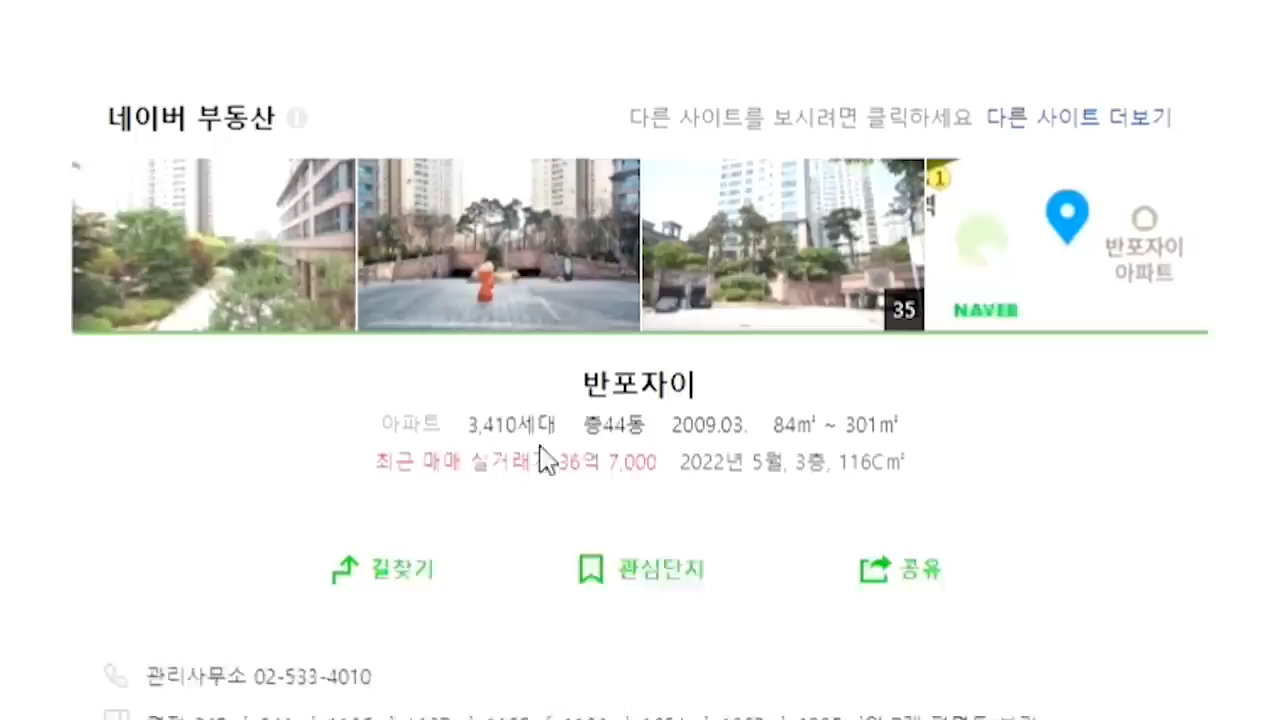 네이버 부동산
다른 사이트를 보시려면 클릭하세요 다른 사이트 더보기
1
반포자이
아파트
NAVER
35
반포자이
아파트 3,410세대 총44동 2009.03. 84㎡ ~ 301㎡
최근 매매 실거래가 36억 7,000 2022년 5월, 3층, 116C㎡
길찾기 관심단지 공유
관리사무소 02-533-4010